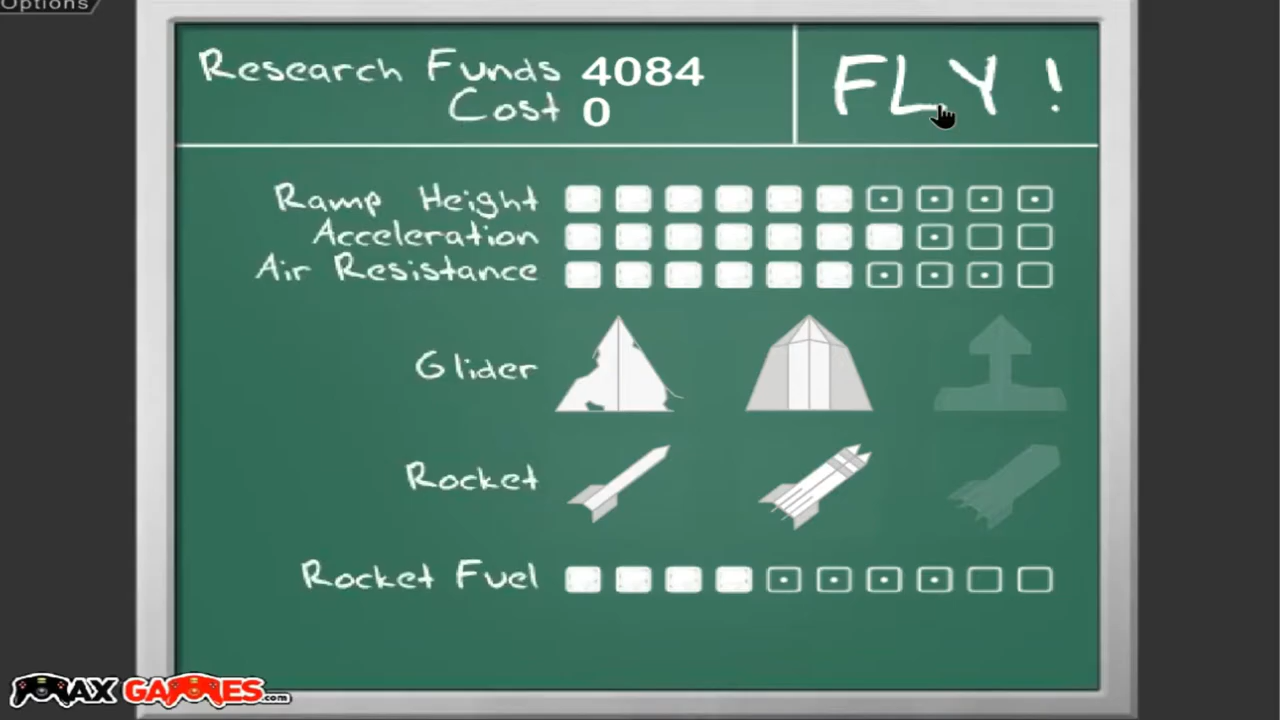 Options
Research Funds 4084
Cost 0
FLY !
Ramp Height
Acceleration
Air Resistance
Glider
Rocket
Rocket Fuel
MAX GAMES.com